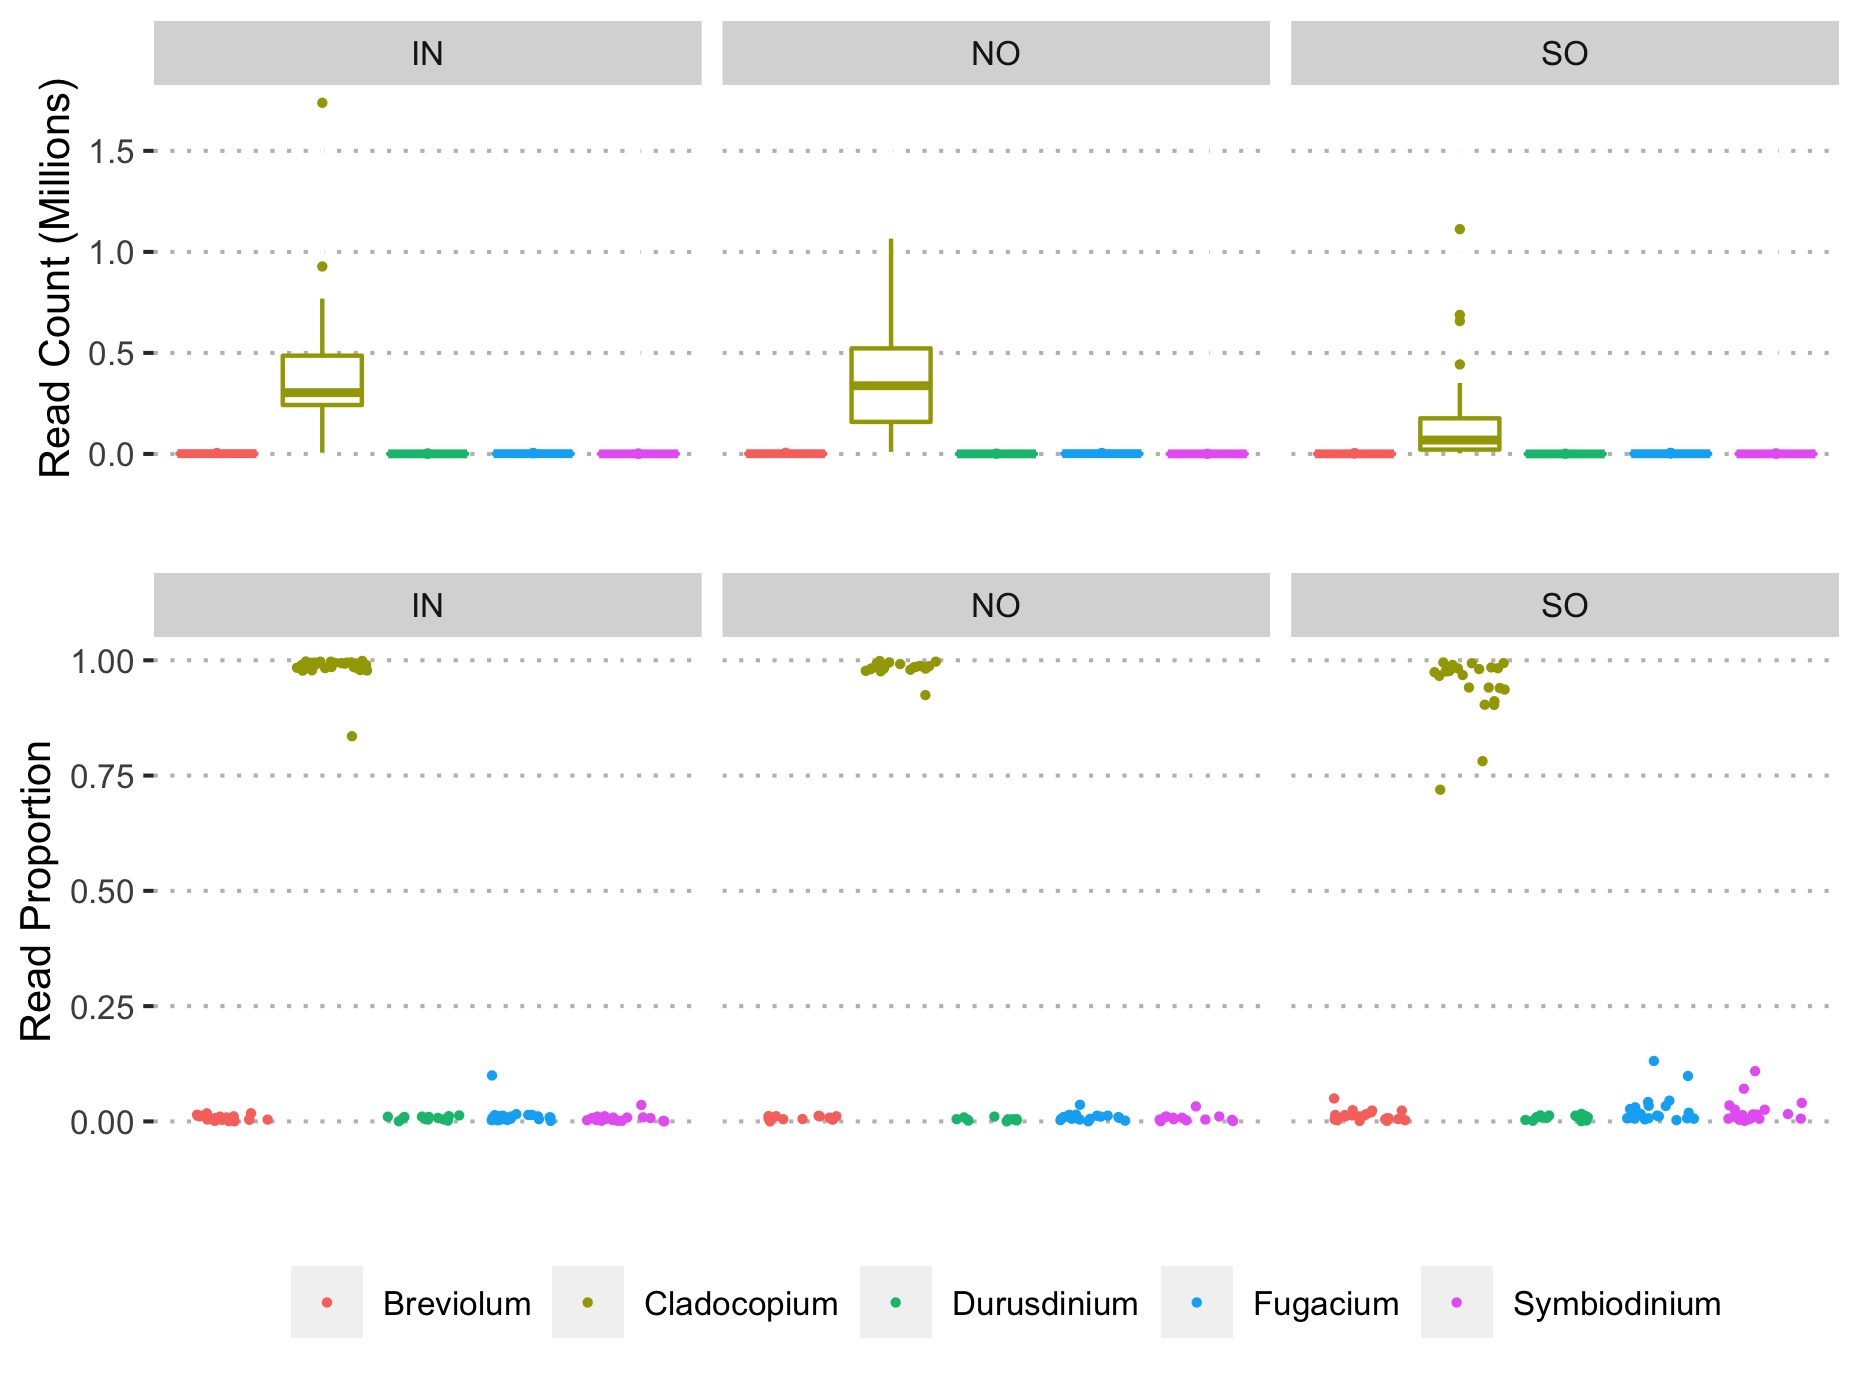 IN NO SO
Read Count (Millions)
1.5
1.0
0.5
0.0
IN NO SO
Read Proportion
1.00
0.75
0.50
0.25
0.00
Breviolum Cladocopium Durusdinium Fugacium Symbiodinium